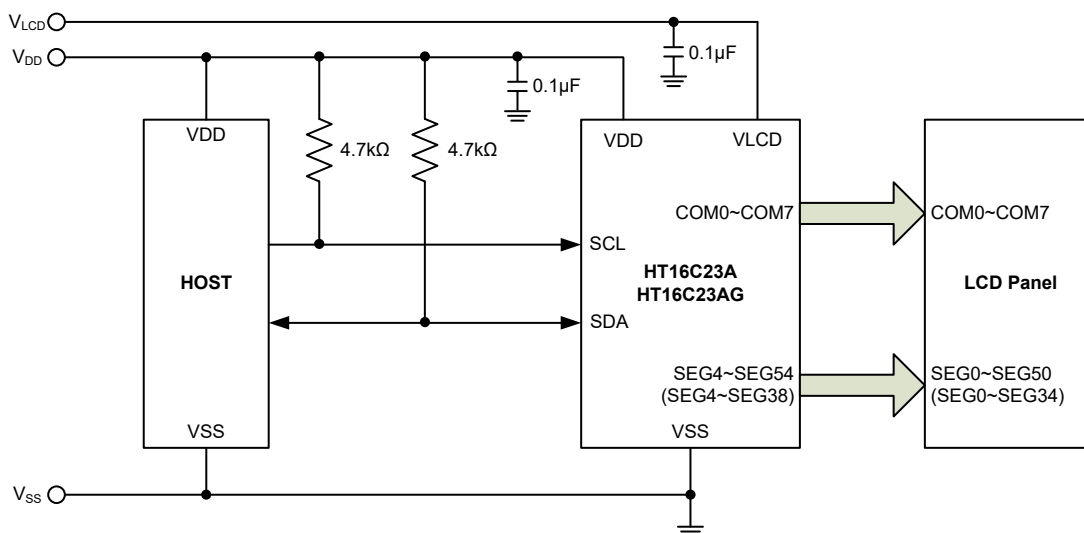 VLCD
VDD
0.1µF
0.1µF
VDD
4.7kΩ
4.7kΩ
VDD
VLCD
COM0~COM7
COM0~COM7
SCL
HOST
HT16C23A
HT16C23AG
LCD Panel
SDA
SEG4~SEG54
(SEG4~SEG38)
SEG0~SEG50
(SEG0~SEG34)
VSS
VSS
VSS